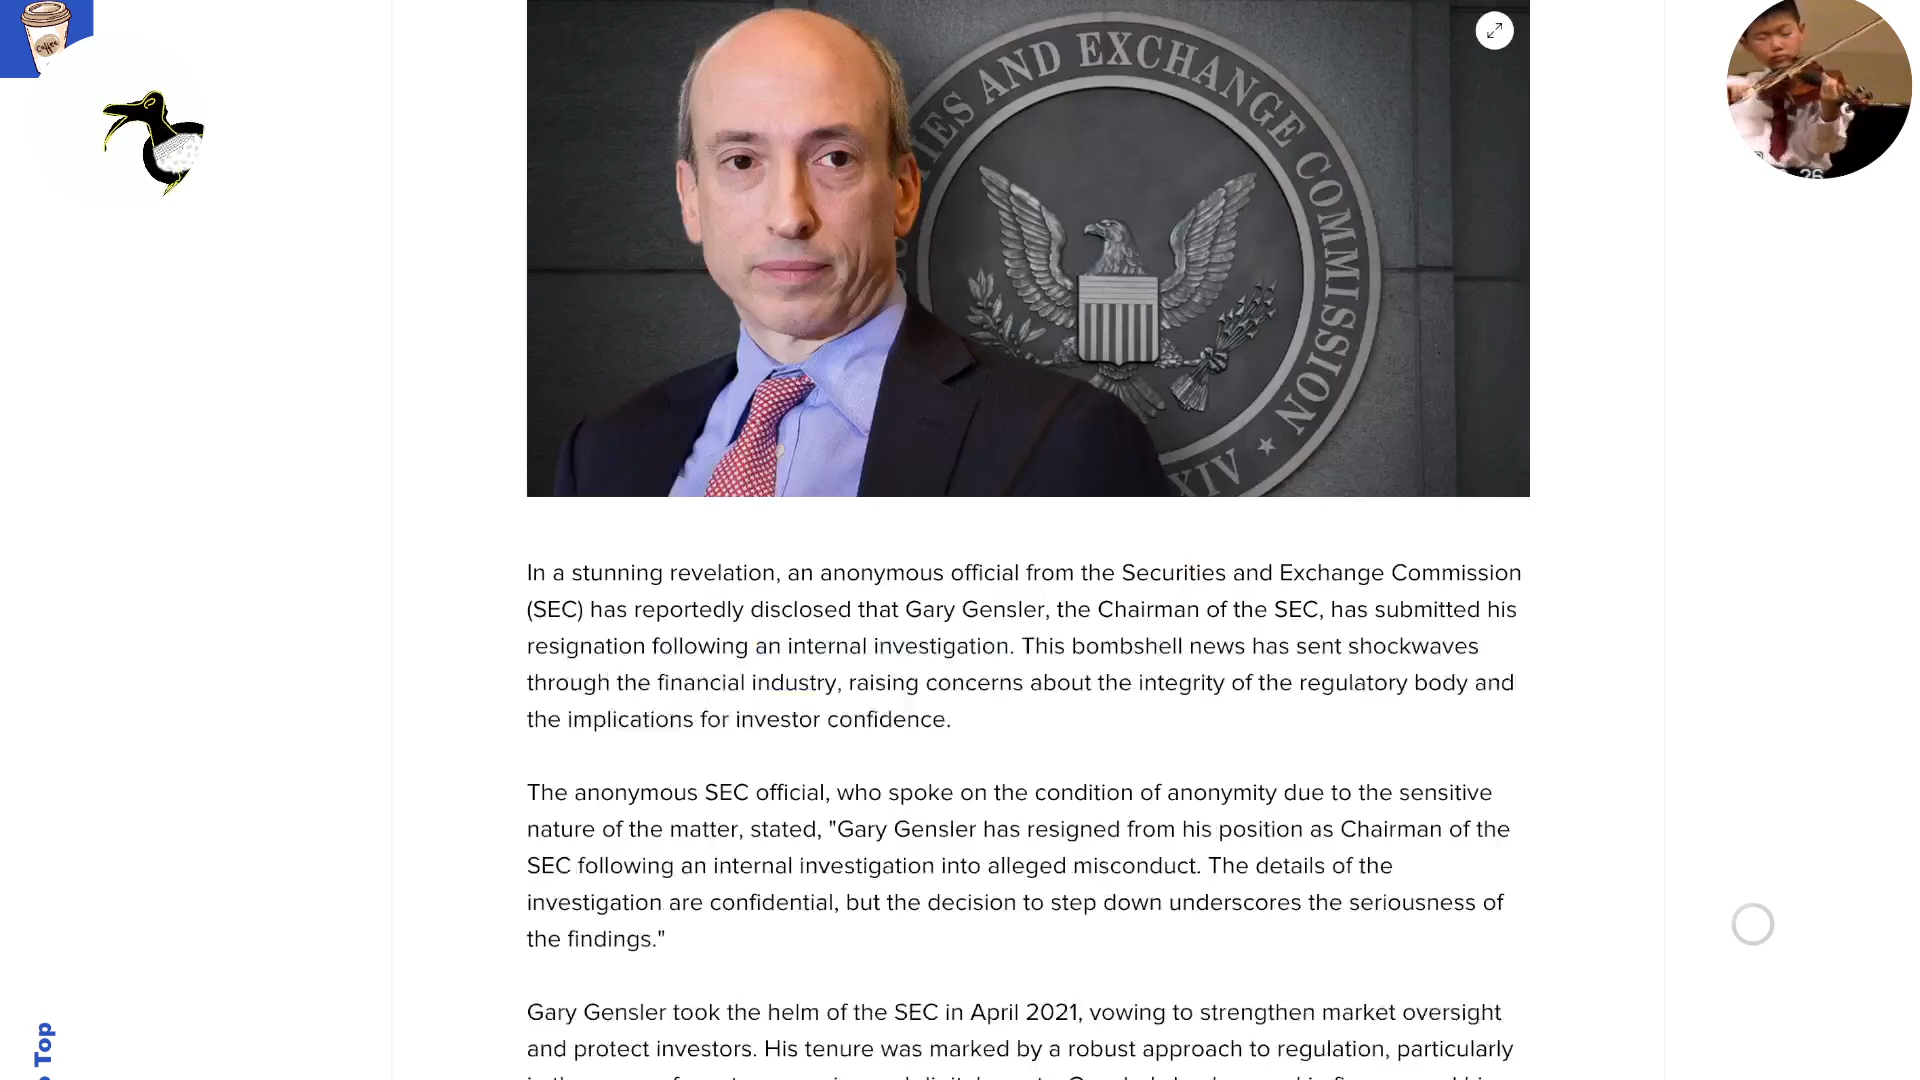 Coffee
IES AND EXCHANGE COMMISSION
XIV
26
In a stunning revelation, an anonymous official from the Securities and Exchange Commission
(SEC) has reportedly disclosed that Gary Gensler, the Chairman of the SEC, has submitted his
resignation following an internal investigation. This bombshell news has sent shockwaves
through the financial industry, raising concerns about the integrity of the regulatory body and
the implications for investor confidence.
The anonymous SEC official, who spoke on the condition of anonymity due to the sensitive
nature of the matter, stated, "Gary Gensler has resigned from his position as Chairman of the
SEC following an internal investigation into alleged misconduct. The details of the
investigation are confidential, but the decision to step down underscores the seriousness of
the findings."
Gary Gensler took the helm of the SEC in April 2021, vowing to strengthen market oversight
and protect investors. His tenure was marked by a robust approach to regulation, particularly
Top